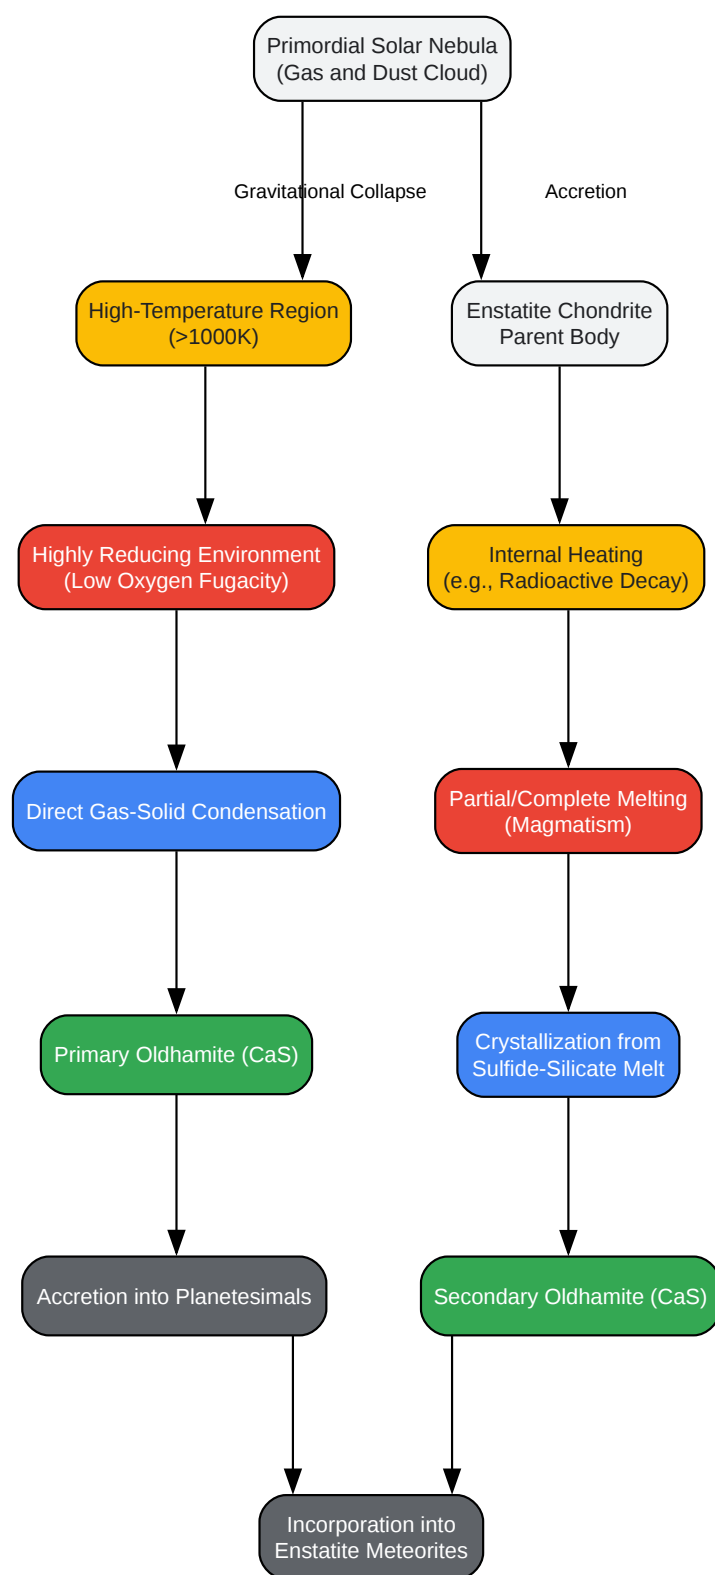 Primordial Solar Nebula
(Gas and Dust Cloud)
Gravitational Collapse
Accretion
High-Temperature Region
(>1000K)
Enstatite Chondrite
Parent Body
Highly Reducing Environment
(Low Oxygen Fugacity)
Internal Heating
(e.g., Radioactive Decay)
Direct Gas-Solid Condensation
Partial/Complete Melting
(Magmatism)
Primary Oldhamite (CaS)
Crystallization from
Sulfide-Silicate Melt
Accretion into Planetesimals
Secondary Oldhamite (CaS)
Incorporation into
Enstatite Meteorites